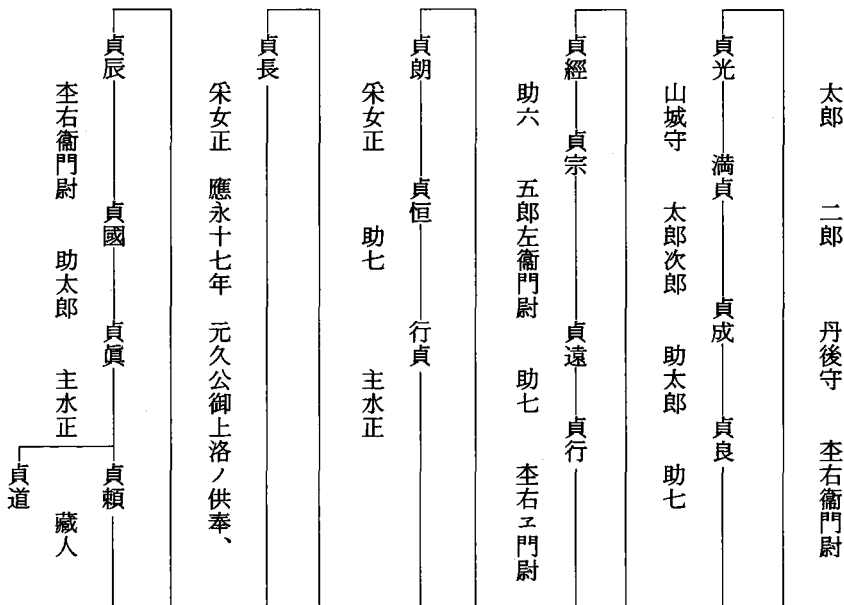 太郎　二郎　丹後守　杢右衞門尉
貞光　満貞　貞成　貞良
山城守　太郎次郎　助太郎　助七
貞經　貞宗　貞遠　貞行
助六　五郎左衞門尉　助七　杢右ヱ門尉
貞朗　貞恒　行貞
采女正　助七　主水正
貞長
采女正　應永十七年　元久公御上洛ノ供奉、
貞辰　貞國　貞眞　貞頼
杢右衞門尉　助太郎　主水正　藏人
貞道